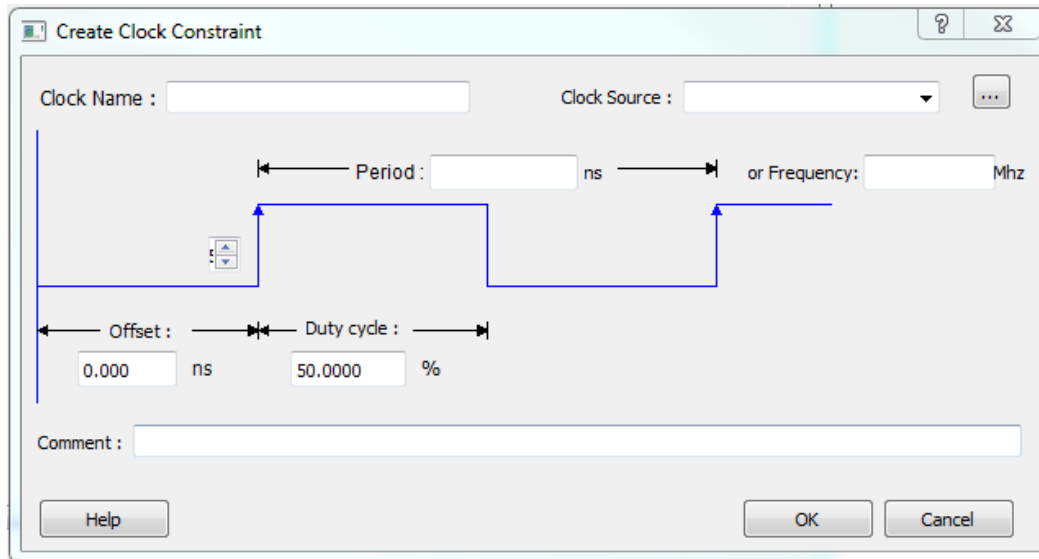 Create Clock Constraint
Clock Name : Clock Source : ...
Period : ns or Frequency: Mhz
Offset : Duty cycle :
0.000 ns 50.0000 %
Comment :
Help OK Cancel